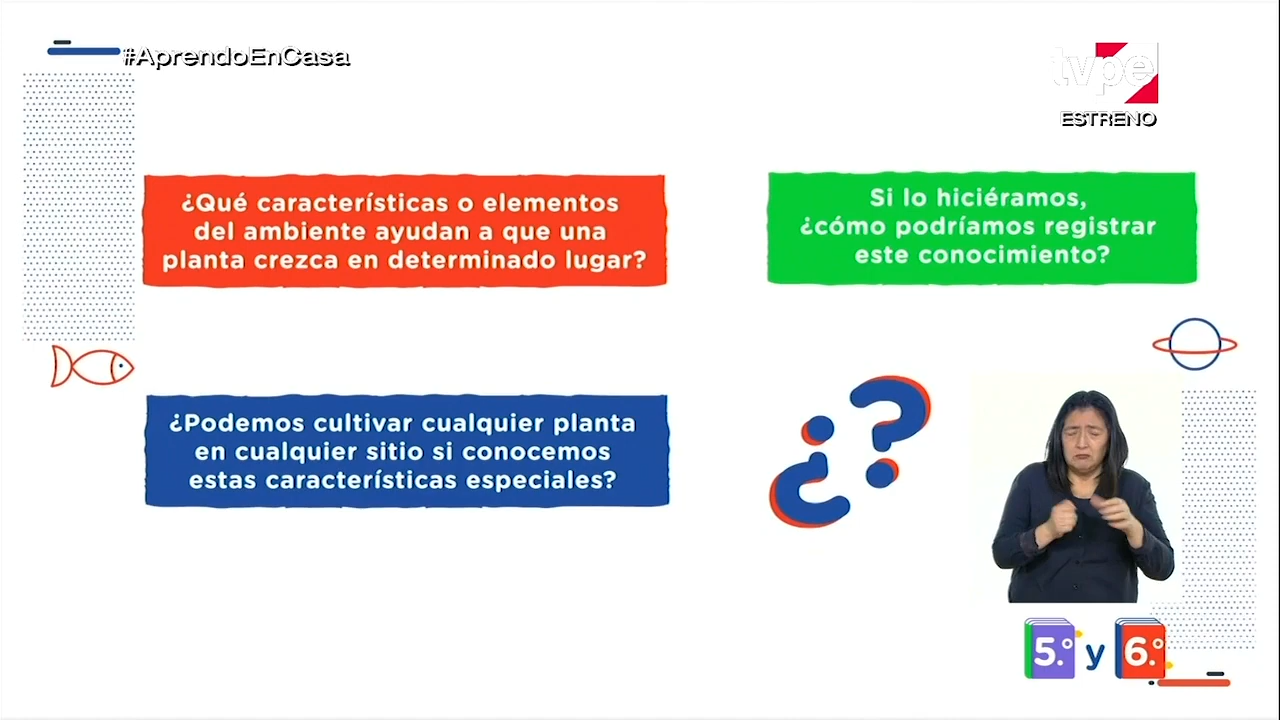 #AprendoEnCasa
tvpe
ESTRENO
¿Qué características o elementos
del ambiente ayudan a que una
planta crezca en determinado lugar?
Si lo hiciéramos,
¿cómo podríamos registrar
este conocimiento?
¿Podemos cultivar cualquier planta
en cualquier sitio si conocemos
estas características especiales?
¿?
5.° y 6.°